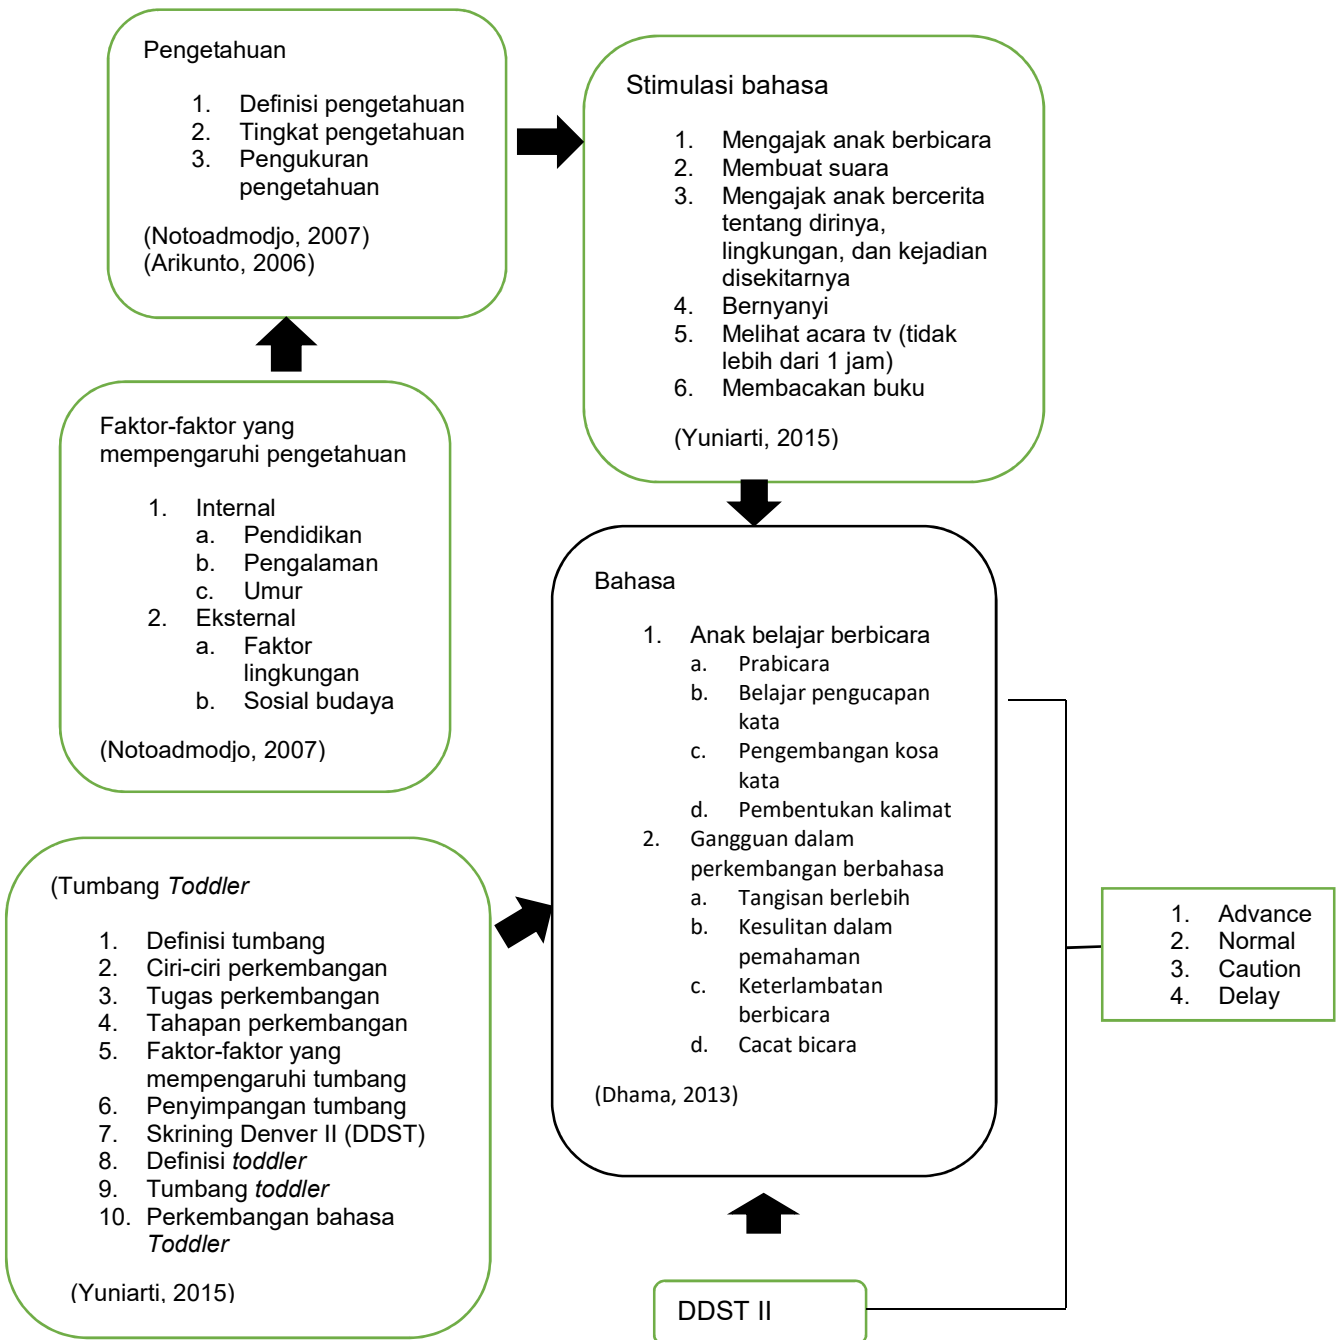 Pengetahuan
1. Definisi pengetahuan
2. Tingkat pengetahuan
3. Pengukuran
pengetahuan
(Notoadmodjo, 2007)
(Arikunto, 2006)
Stimulasi bahasa
1. Mengajak anak berbicara
2. Membuat suara
3. Mengajak anak bercerita
tentang dirinya,
lingkungan, dan kejadian
disekitarnya
4. Bernyanyi
5. Melihat acara tv (tidak
lebih dari 1 jam)
6. Membacakan buku
(Yuniarti, 2015)
Faktor-faktor yang
mempengaruhi pengetahuan
1. Internal
a. Pendidikan
b. Pengalaman
c. Umur
2. Eksternal
a. Faktor
lingkungan
b. Sosial budaya
(Notoadmodjo, 2007)
Bahasa
1. Anak belajar berbicara
a. Prabicara
b. Belajar pengucapan
kata
c. Pengembangan kosa
kata
d. Pembentukan kalimat
2. Gangguan dalam
perkembangan berbahasa
a. Tangisan berlebih
b. Kesulitan dalam
pemahaman
c. Keterlambatan
berbicara
d. Cacat bicara
(Dhama, 2013)
(Tumbang Toddler
1. Definisi tumbang
2. Ciri-ciri perkembangan
3. Tugas perkembangan
4. Tahapan perkembangan
5. Faktor-faktor yang
mempengaruhi tumbang
6. Penyimpangan tumbang
7. Skrining Denver II (DDST)
8. Definisi toddler
9. Tumbang toddler
10. Perkembangan bahasa
Toddler
(Yuniarti, 2015)
1. Advance
2. Normal
3. Caution
4. Delay
DDST II